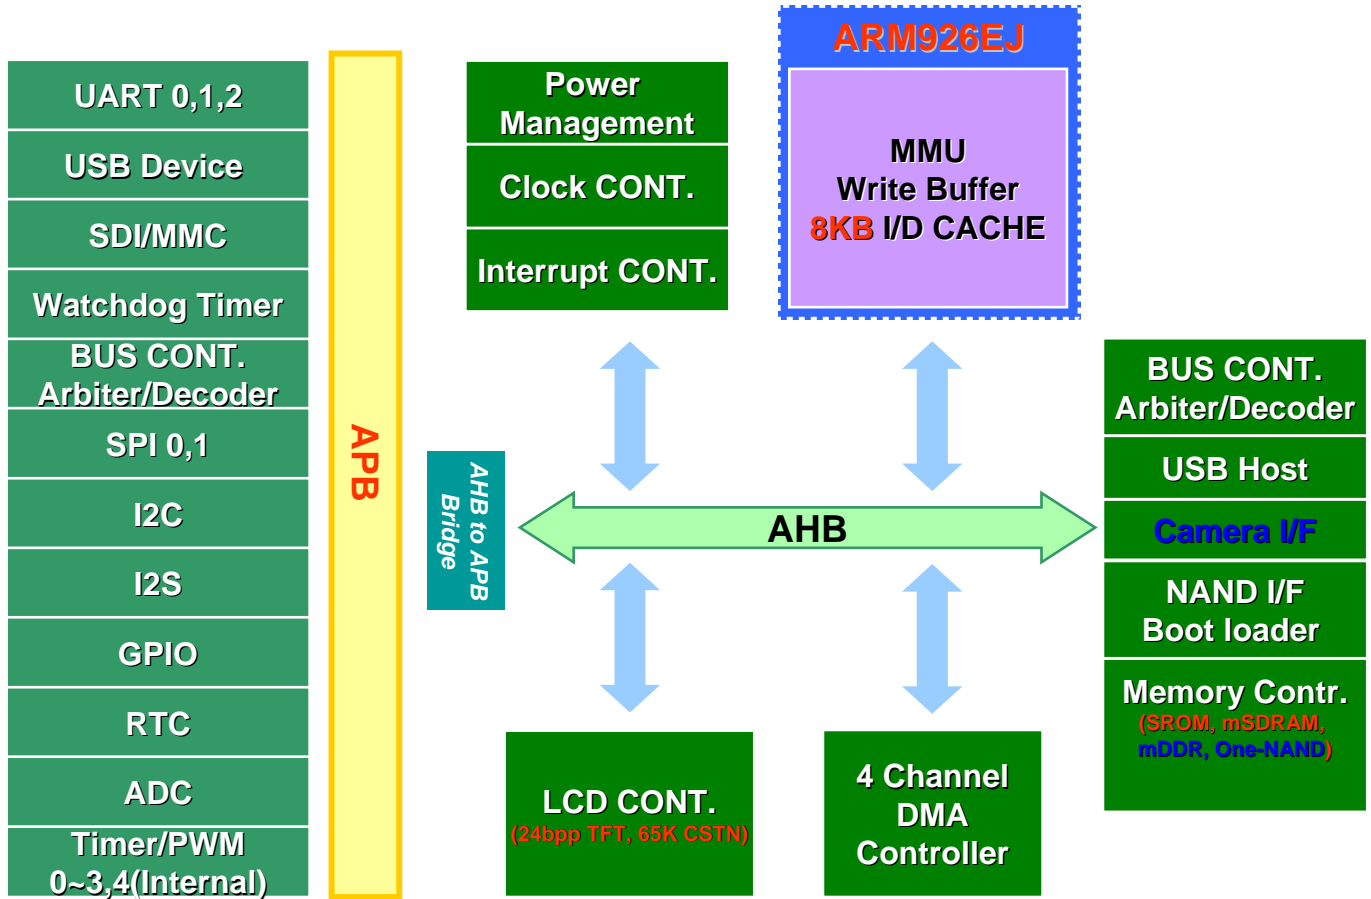 UART 0,1,2
USB Device
SDI/MMC
Watchdog Timer
BUS CONT.
Arbiter/Decoder
SPI 0,1
I2C
I2S
GPIO
RTC
ADC
Timer/PWM
0~3,4(Internal)
APB
AHB to APB
Bridge
Power
Management
Clock CONT.
Interrupt CONT.
ARM926EJ
MMU
Write Buffer
8KB I/D CACHE
AHB
LCD CONT.
(24bpp TFT, 65K CSTN)
4 Channel
DMA
Controller
BUS CONT.
Arbiter/Decoder
USB Host
Camera I/F
NAND I/F
Boot loader
Memory Contr.
(SROM, mSDRAM,
mDDR, One-NAND)